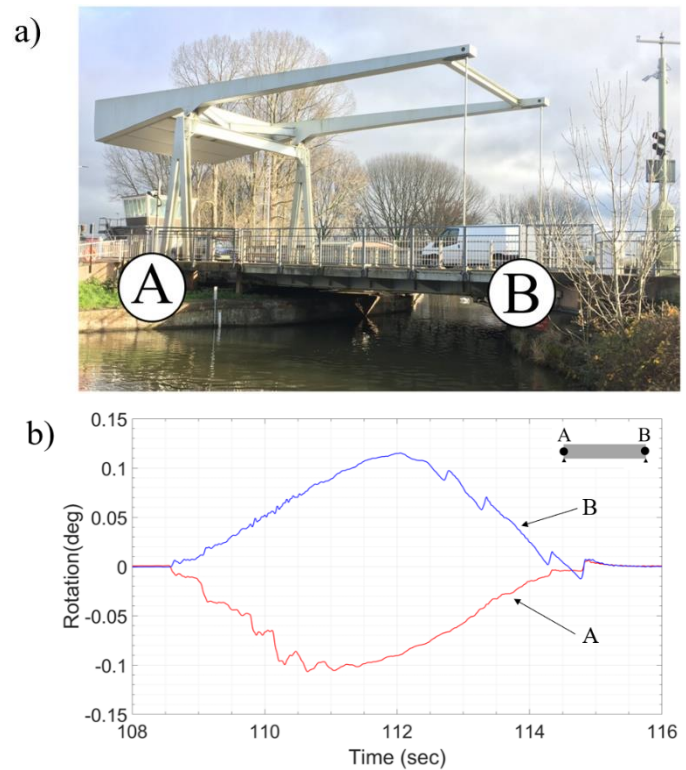 a)
A
B
b)
0.15
0.1
0.05
0
-0.05
-0.1
-0.15
Rotation(deg)
A
B
B
A
108
110
112
114
116
Time (sec)